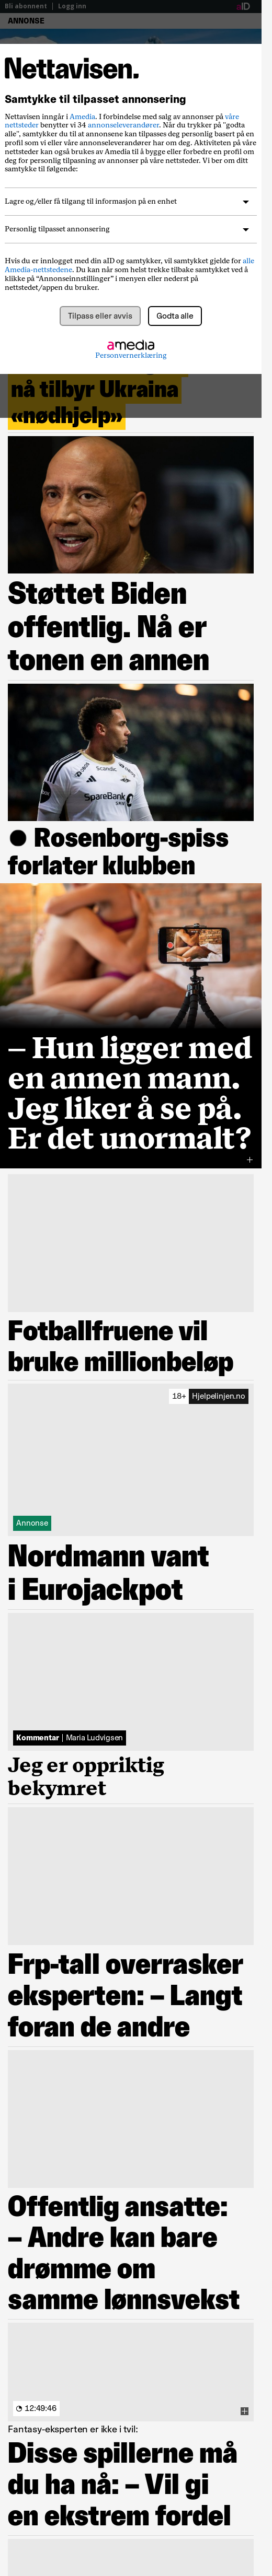 Bli abonnent | Logg inn
aID
ANNONSE
Nettavisen.
Samtykke til tilpasset annonsering
Nettavisen inngår i Amedia. I forbindelse med salg av annonser på våre
nettsteder benytter vi 34 annonseleverandører. Når du trykker på "godta
alle", samtykker du til at annonser kan tilpasses deg personlig basert på en
profil som vi eller våre annonseleverandører har om deg. Aktiviteten på våre
nettsteder kan også brukes av Amedia til å bygge eller forbedre en profil om
deg for personlig tilpasning av annonser på våre nettsteder. Vi ber om ditt
samtykke til følgende:
Lagre og/eller få tilgang til informasjon på en enhet
Personlig tilpasset annonsering
Hvis du er innlogget med din aID og samtykker, vil samtykket gjelde for alle
Amedia-nettstedene. Du kan når som helst trekke tilbake samtykket ved å
klikke på “Annonseinnstillinger” i menyen eller nederst på
nettstedet/appen du bruker.
Tilpass eller avvis
Godta alle
amedia
Personvernerklæring
nå tilbyr Ukraina
«nødhjelp»
Støttet Biden
offentlig. Nå er
tonen en annen
Scandic
SpareBank
SMN
● Rosenborg-spiss
forlater klubben
– Hun ligger med
en annen mann.
Jeg liker å se på.
Er det unormalt?
+
Fotballfruene vil
bruke millionbeløp
18+ Hjelpelinjen.no
Annonse
Nordmann vant
i Eurojackpot
Kommentar | Maria Ludvigsen
Jeg er oppriktig
bekymret
Frp-tall overrasker
eksperten: – Langt
foran de andre
Offentlig ansatte:
– Andre kan bare
drømme om
samme lønnsvekst
12:49:46
Fantasy-eksperten er ikke i tvil:
Disse spillerne må
du ha nå: – Vil gi
en ekstrem fordel